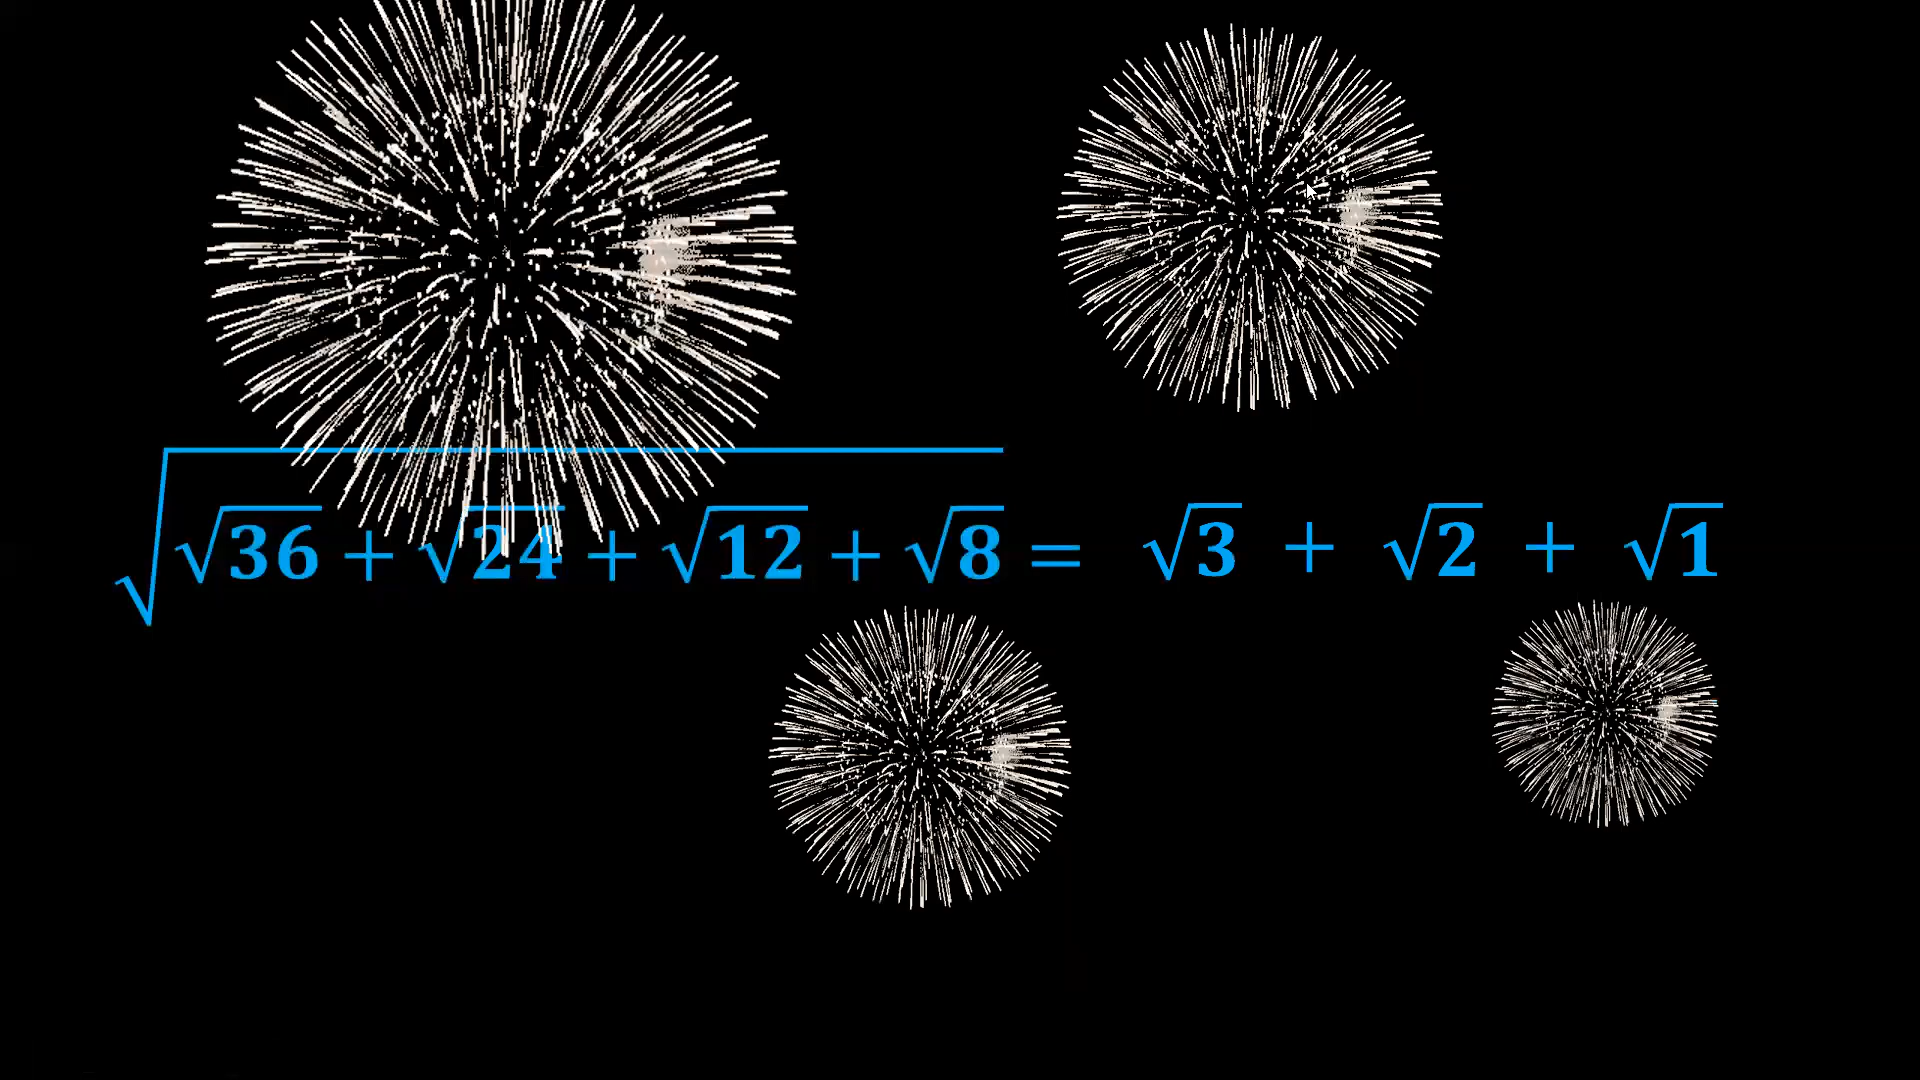 √(√36 + √24 + √12 + √8) = √3 + √2 + √1